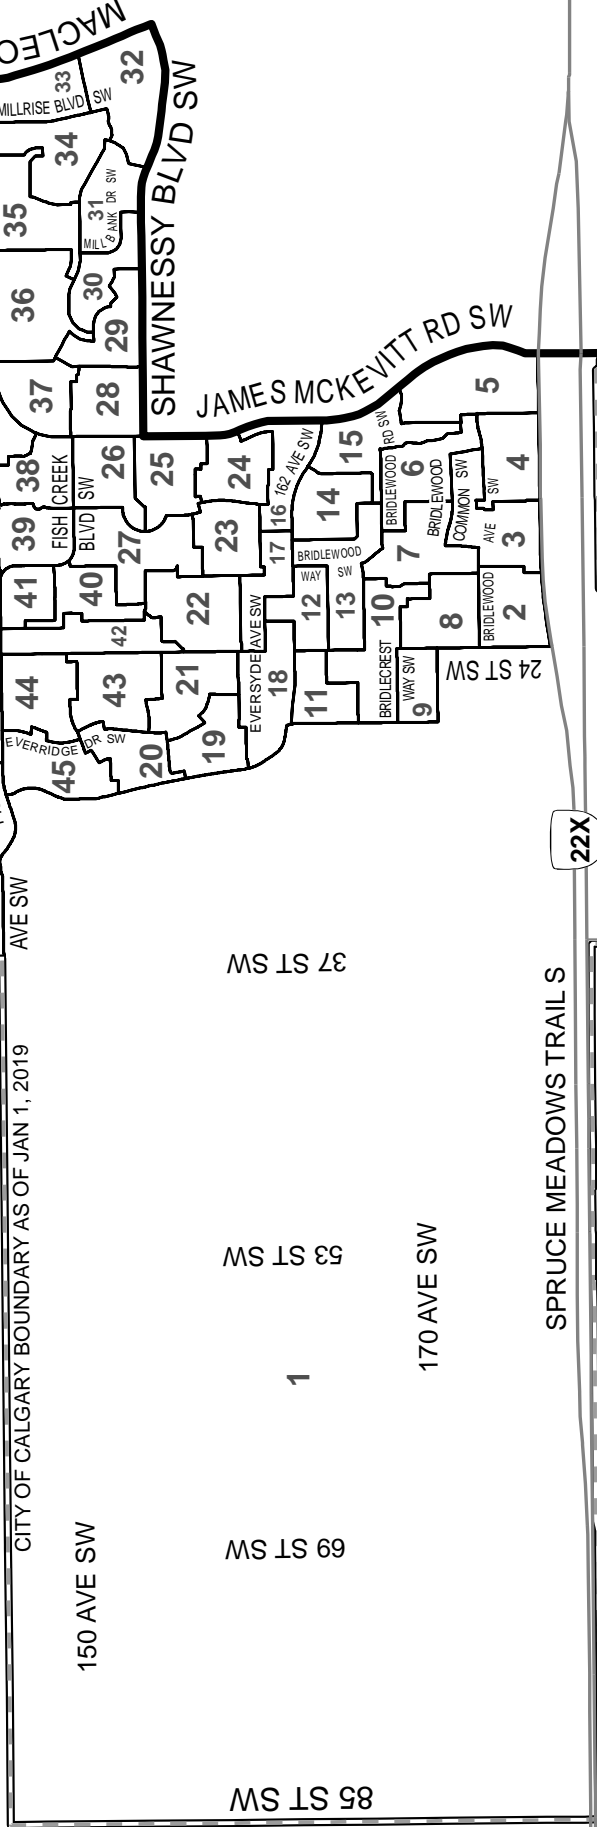 MACLEO
33
32
MILLRISE BLVD SW
34
SHAWNESSY BLVD SW
35
31
MILLBANK DR SW
36
30
29
JAMES MCKEVITT RD SW
37
28
5
38
FISH CREEK BLVD SW
26
25
24
162 AVE SW
15
BRIDLEWOOD RD SW
6
BRIDLEWOOD COMMON SW
4
39
27
23
16
14
17
BRIDLEWOOD WAY SW
7
BRIDLEWOOD AVE SW
3
41
40
42
22
EVERSYDE AVE SW
12
13
10
8
2
44
43
21
18
11
BRIDLECREST WAY SW
9
24 ST SW
EVERRIDGE DR SW
45
20
19
22X
AVE SW
37 ST SW
CITY OF CALGARY BOUNDARY AS OF JAN 1, 2019
53 ST SW
170 AVE SW
SPRUCE MEADOWS TRAIL S
1
150 AVE SW
69 ST SW
85 ST SW